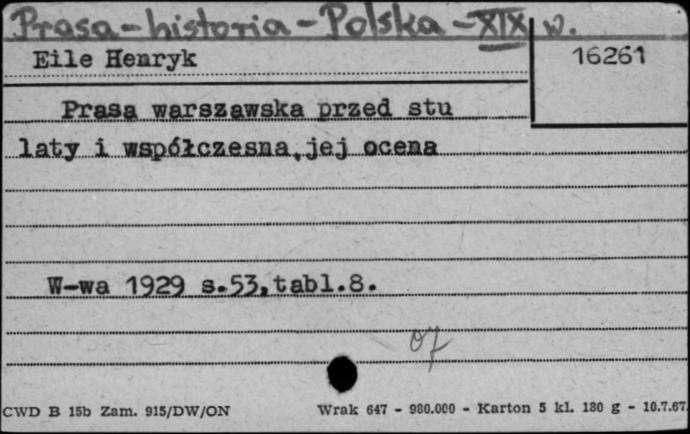 Prasa-historia-Polska-XIX w.
Eile Henryk
16261
Prasa warszawska przed stu
laty i współczesna,jej ocena
W-wa 1929 s.53,tabl.8.
07
CWD B 15b Zam. 915/DW/ON Wrak 647 - 980.000 - Karton 5 kl. 180 g - 10.7.67